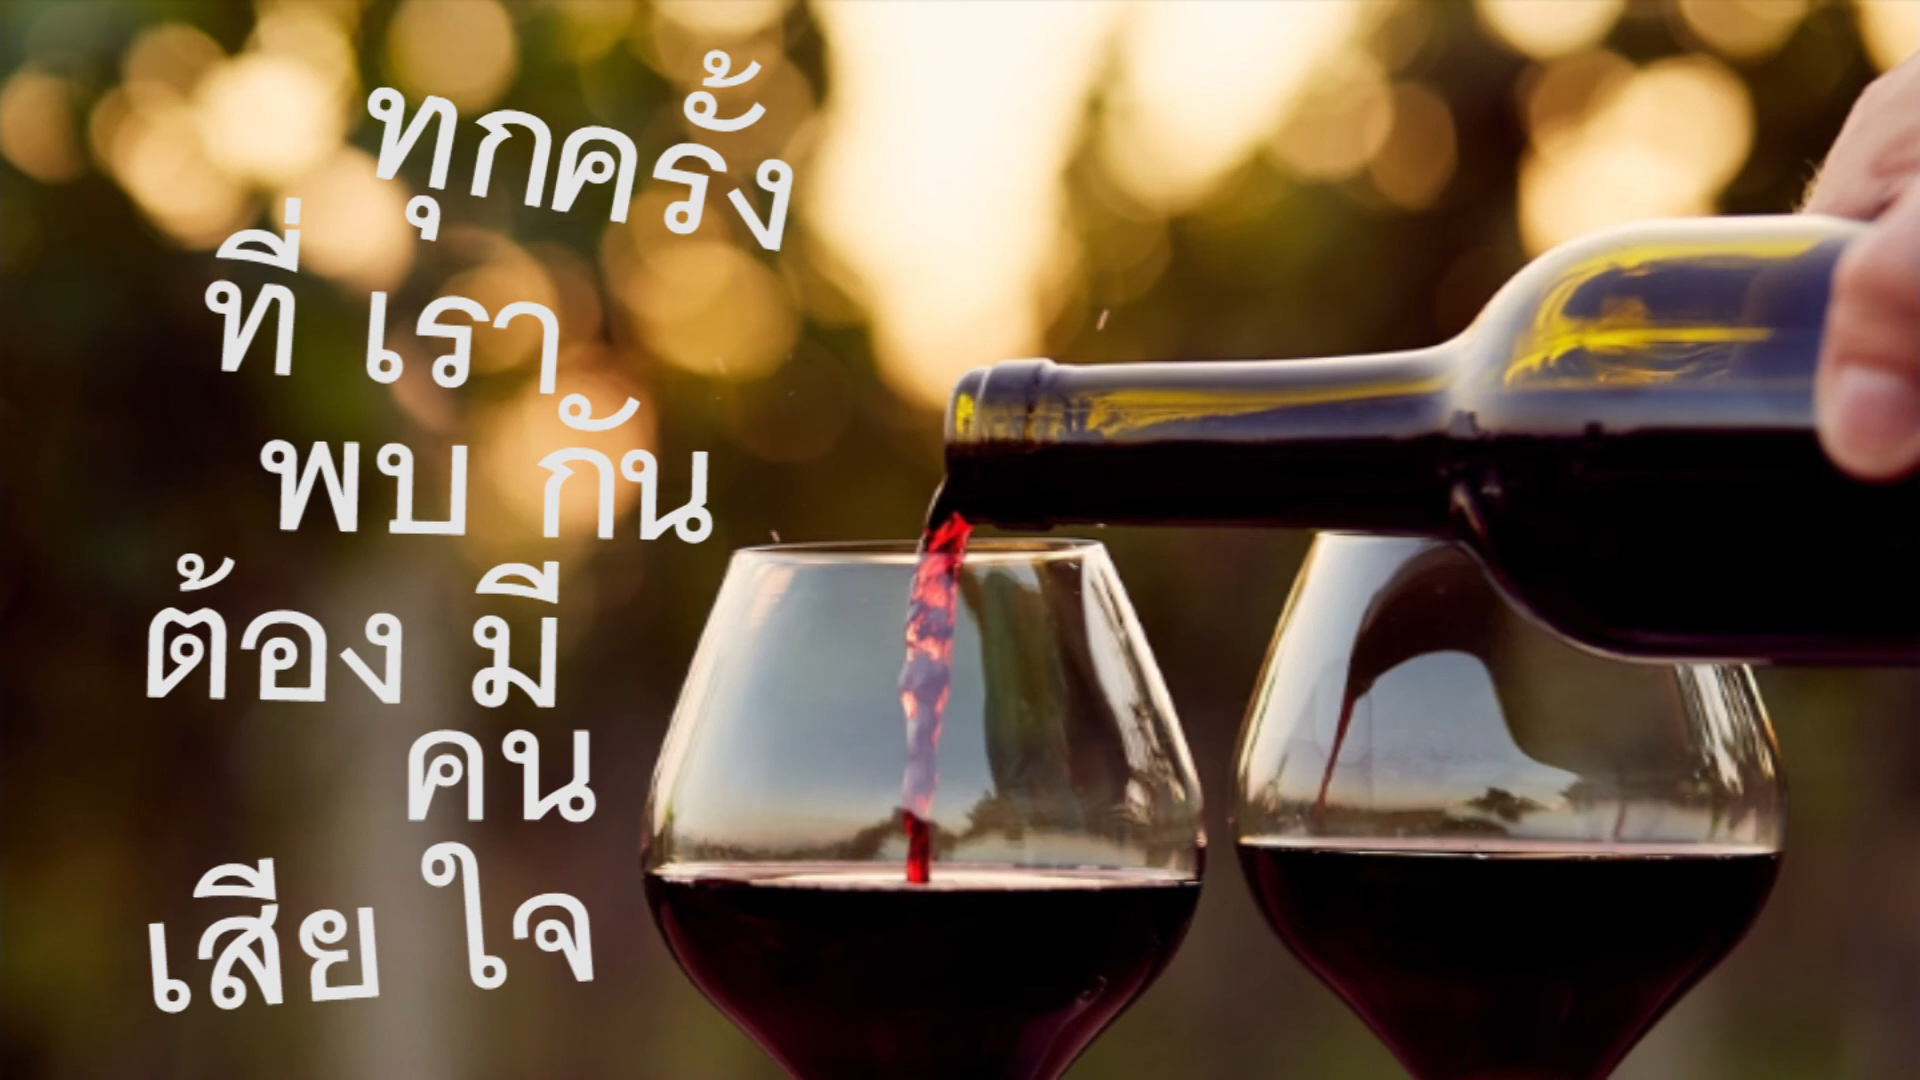 ทุกครั้ง
ที่ เรา
พบ กัน
ต้อง มี
คน
เสีย ใจ